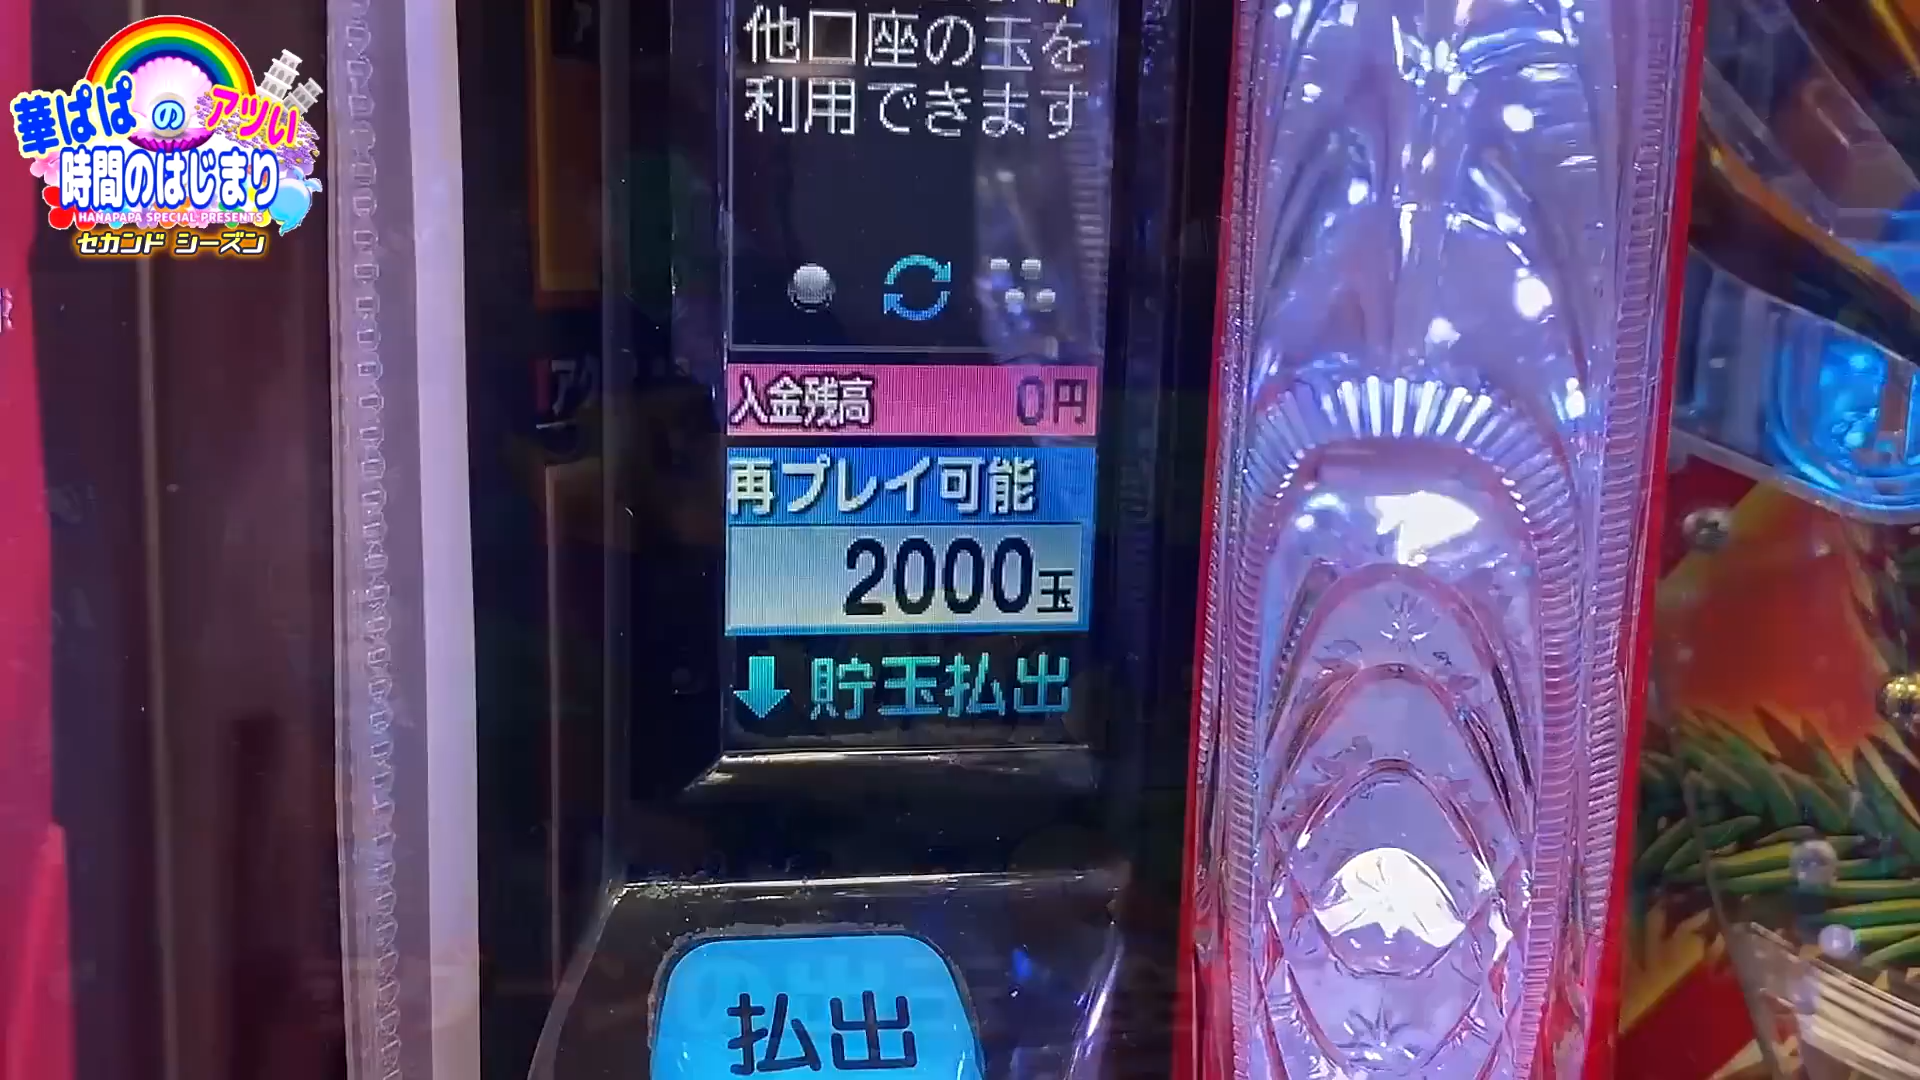 華ぱぱのアツい
時間のはじまり
HANAPAPA SPECIAL PRESENTS
セカンド シーズン
他口座の玉を
利用できます
入金残高 0円
再プレイ可能
2000玉
貯玉払出
払出